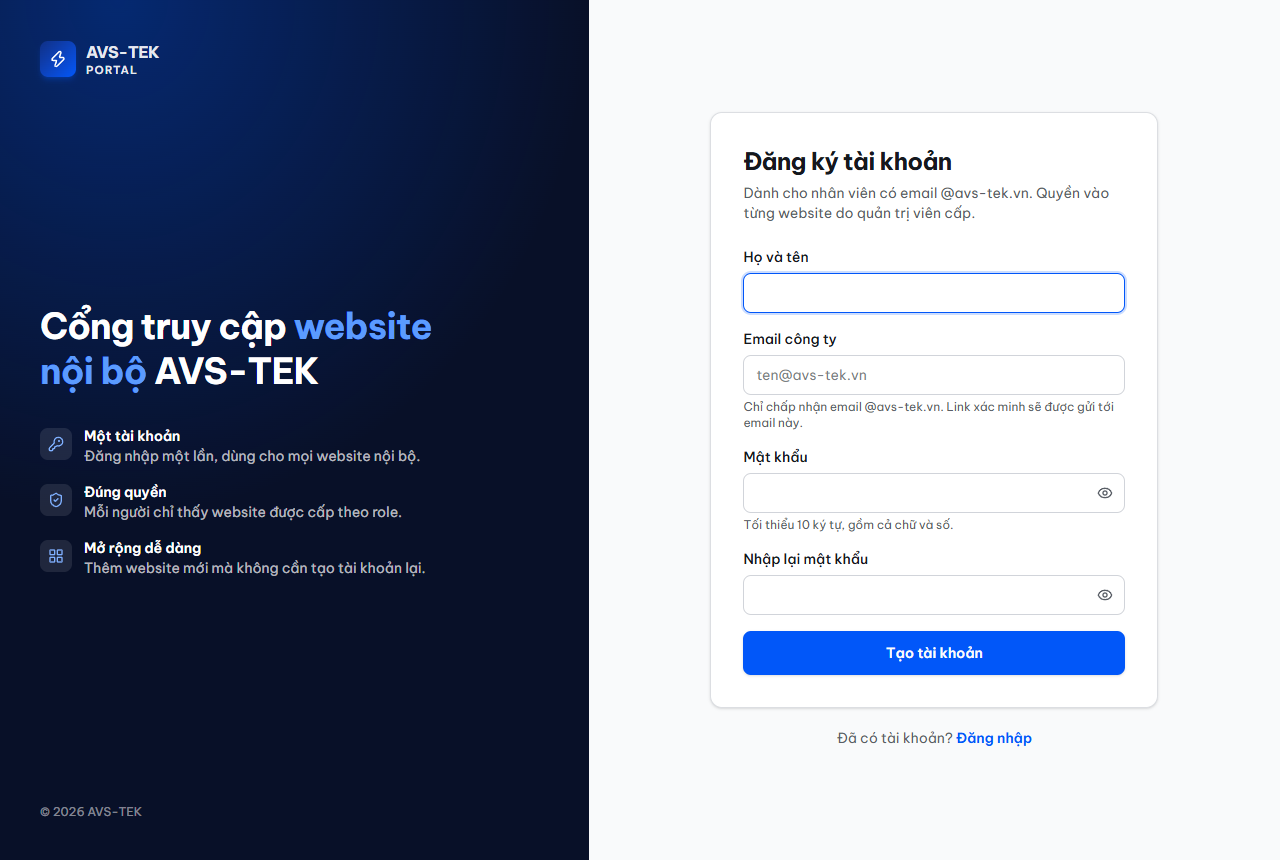 AVS-TEK
PORTAL
Cổng truy cập website
nội bộ AVS-TEK
Một tài khoản
Đăng nhập một lần, dùng cho mọi website nội bộ.
Đúng quyền
Mỗi người chỉ thấy website được cấp theo role.
Mở rộng dễ dàng
Thêm website mới mà không cần tạo tài khoản lại.
© 2026 AVS-TEK
Đăng ký tài khoản
Dành cho nhân viên có email @avs-tek.vn. Quyền vào
từng website do quản trị viên cấp.
Họ và tên
Email công ty
ten@avs-tek.vn
Chỉ chấp nhận email @avs-tek.vn. Link xác minh sẽ được gửi tới
email này.
Mật khẩu
Tối thiểu 10 ký tự, gồm cả chữ và số.
Nhập lại mật khẩu
Tạo tài khoản
Đã có tài khoản? Đăng nhập